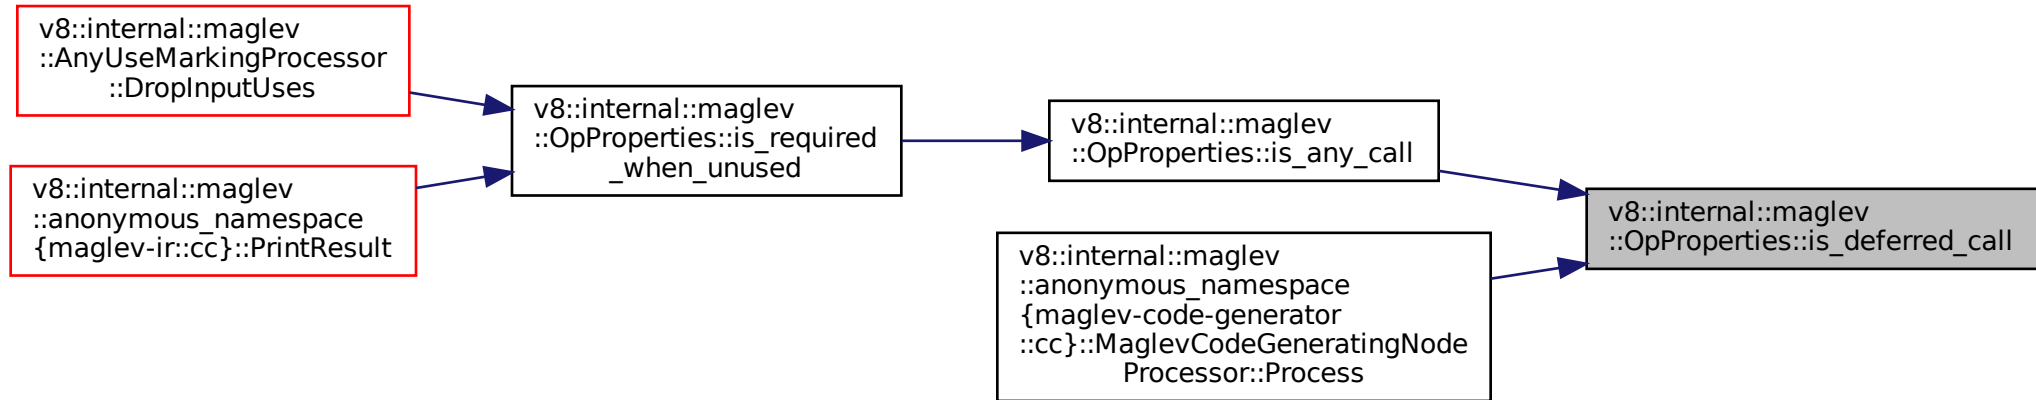 v8::internal::maglev
::AnyUseMarkingProcessor
::DropInputUses
v8::internal::maglev
::anonymous_namespace
{maglev-ir::cc}::PrintResult
v8::internal::maglev
::OpProperties::is_required
_when_unused
v8::internal::maglev
::OpProperties::is_any_call
v8::internal::maglev
::anonymous_namespace
{maglev-code-generator
::cc}::MaglevCodeGeneratingNode
Processor::Process
v8::internal::maglev
::OpProperties::is_deferred_call